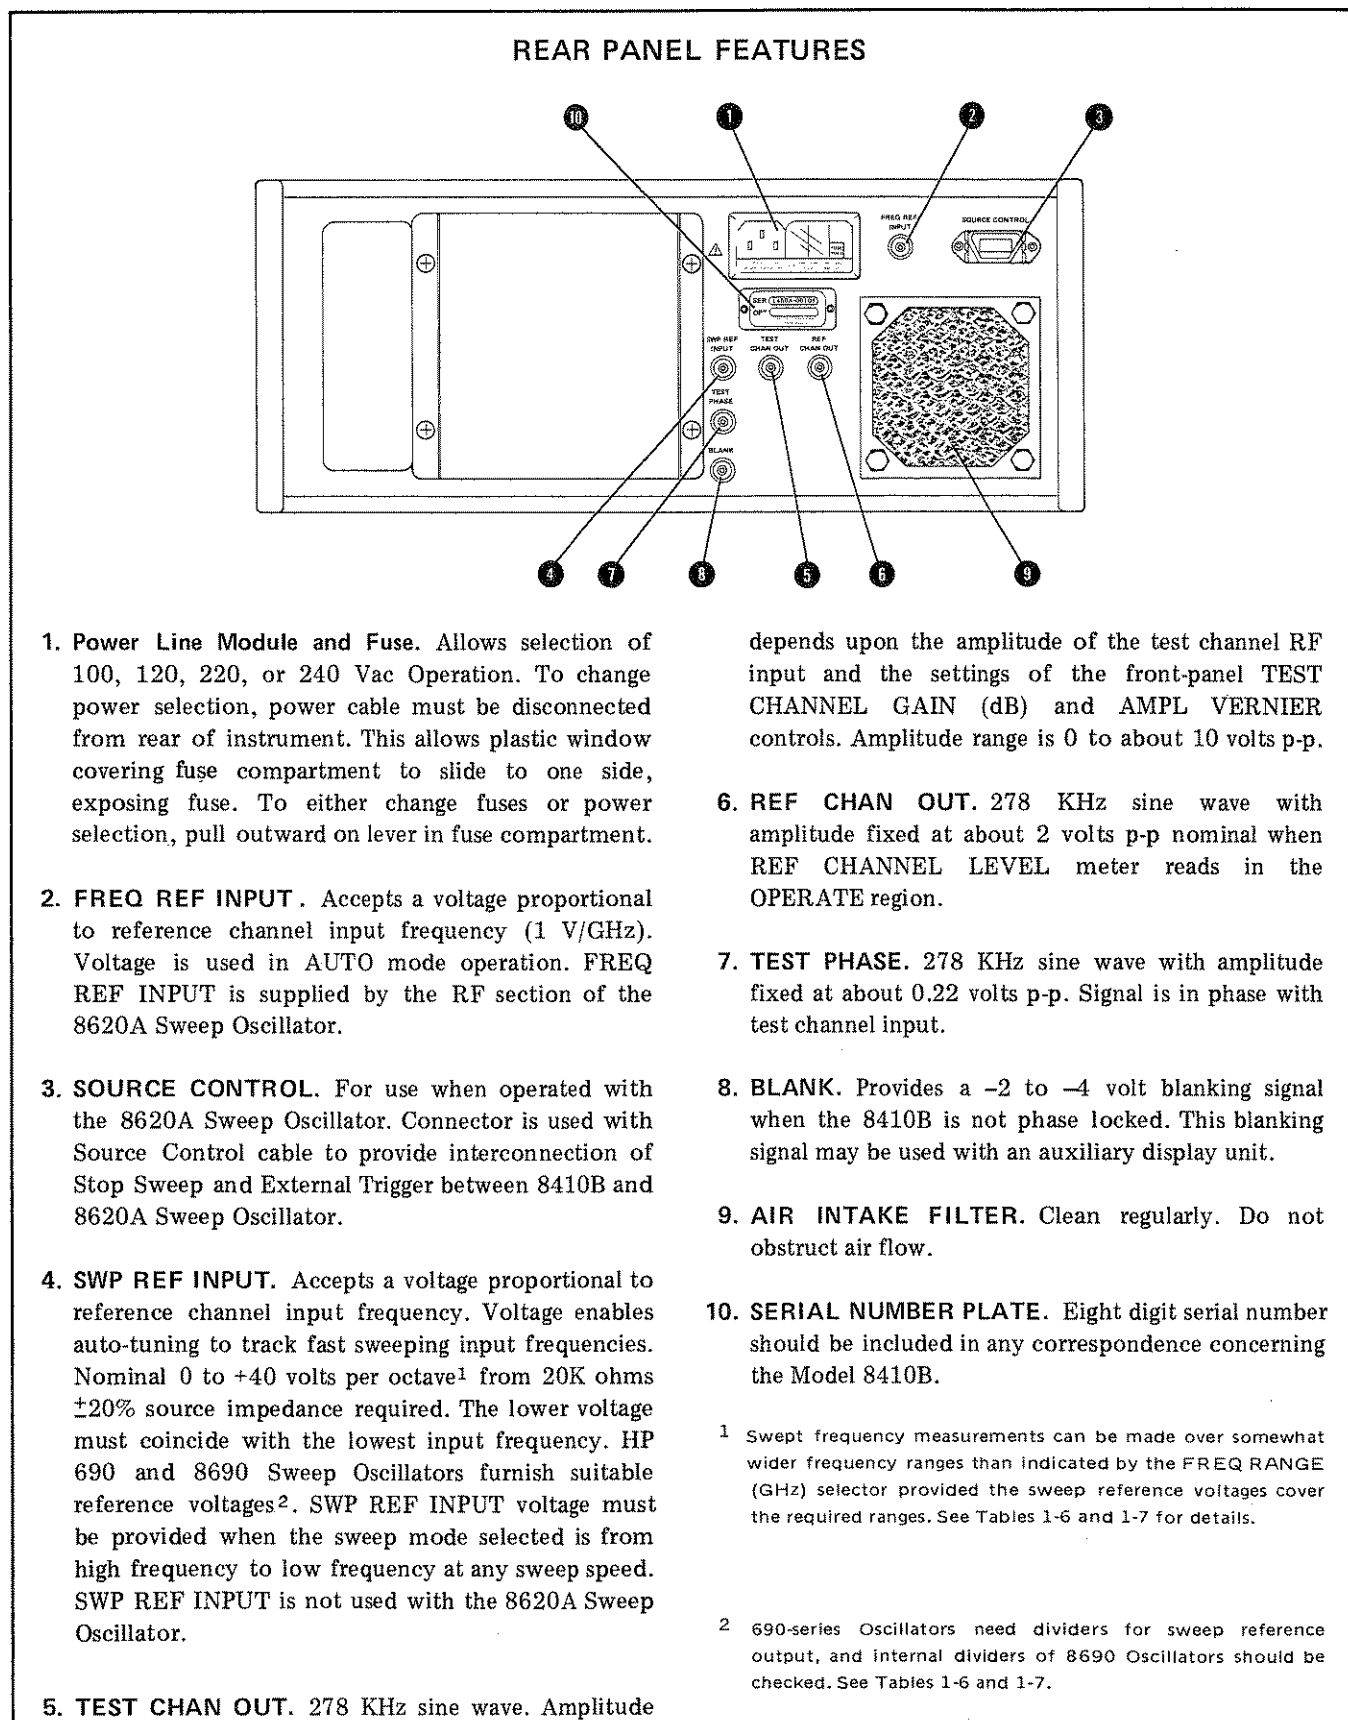 REAR PANEL FEATURES
10
1
2
3
FREQ REF
INPUT
SOURCE CONTROL
SER
OPT
SWP REF
INPUT
TEST
CHAN OUT
REF
CHAN OUT
TEST
PHASE
BLANK
4
7
8
5
6
9
1. Power Line Module and Fuse. Allows selection of
100, 120, 220, or 240 Vac Operation. To change
power selection, power cable must be disconnected
from rear of instrument. This allows plastic window
covering fuse compartment to slide to one side,
exposing fuse. To either change fuses or power
selection, pull outward on lever in fuse compartment.
2. FREQ REF INPUT. Accepts a voltage proportional
to reference channel input frequency (1 V/GHz).
Voltage is used in AUTO mode operation. FREQ
REF INPUT is supplied by the RF section of the
8620A Sweep Oscillator.
3. SOURCE CONTROL. For use when operated with
the 8620A Sweep Oscillator. Connector is used with
Source Control cable to provide interconnection of
Stop Sweep and External Trigger between 8410B and
8620A Sweep Oscillator.
4. SWP REF INPUT. Accepts a voltage proportional to
reference channel input frequency. Voltage enables
auto-tuning to track fast sweeping input frequencies.
Nominal 0 to +40 volts per octave1 from 20K ohms
±20% source impedance required. The lower voltage
must coincide with the lowest input frequency. HP
690 and 8690 Sweep Oscillators furnish suitable
reference voltages2. SWP REF INPUT voltage must
be provided when the sweep mode selected is from
high frequency to low frequency at any sweep speed.
SWP REF INPUT is not used with the 8620A Sweep
Oscillator.
5. TEST CHAN OUT. 278 KHz sine wave. Amplitude
depends upon the amplitude of the test channel RF
input and the settings of the front-panel TEST
CHANNEL GAIN (dB) and AMPL VERNIER
controls. Amplitude range is 0 to about 10 volts p-p.
6. REF CHAN OUT. 278 KHz sine wave with
amplitude fixed at about 2 volts p-p nominal when
REF CHANNEL LEVEL meter reads in the
OPERATE region.
7. TEST PHASE. 278 KHz sine wave with amplitude
fixed at about 0.22 volts p-p. Signal is in phase with
test channel input.
8. BLANK. Provides a –2 to –4 volt blanking signal
when the 8410B is not phase locked. This blanking
signal may be used with an auxiliary display unit.
9. AIR INTAKE FILTER. Clean regularly. Do not
obstruct air flow.
10. SERIAL NUMBER PLATE. Eight digit serial number
should be included in any correspondence concerning
the Model 8410B.
1 Swept frequency measurements can be made over somewhat
wider frequency ranges than indicated by the FREQ RANGE
(GHz) selector provided the sweep reference voltages cover
the required ranges. See Tables 1-6 and 1-7 for details.
2 690-series Oscillators need dividers for sweep reference
output, and internal dividers of 8690 Oscillators should be
checked. See Tables 1-6 and 1-7.